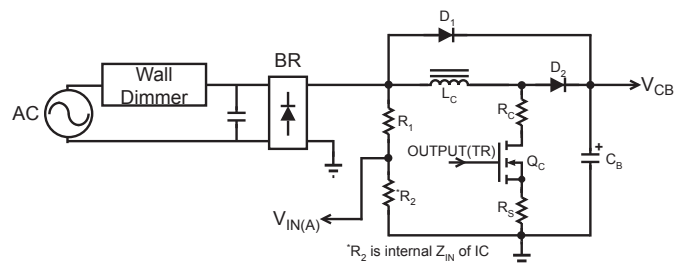 D1
BR
Wall
Dimmer
D2
VCB
AC
LC
R1
RC
OUTPUT(TR)
QC
+
CB
*R2
VIN(A)
RS
*R2 is internal ZIN of IC